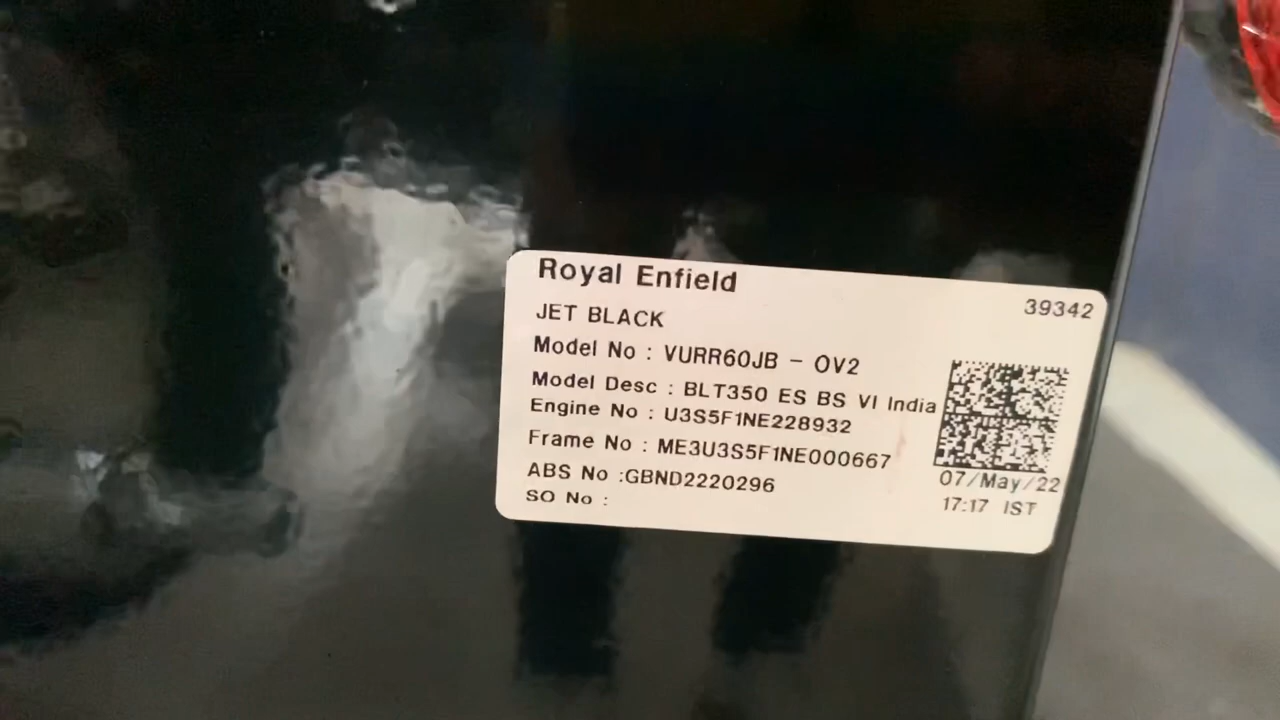 Royal Enfield
39342
JET BLACK
Model No : VURR60JB - OV2
Model Desc : BLT350 ES BS VI India
Engine No : U3S5F1NE228932
Frame No : ME3U3S5F1NE000667
ABS No :GBND2220296
SO No :
07/May/22
17:17 IST